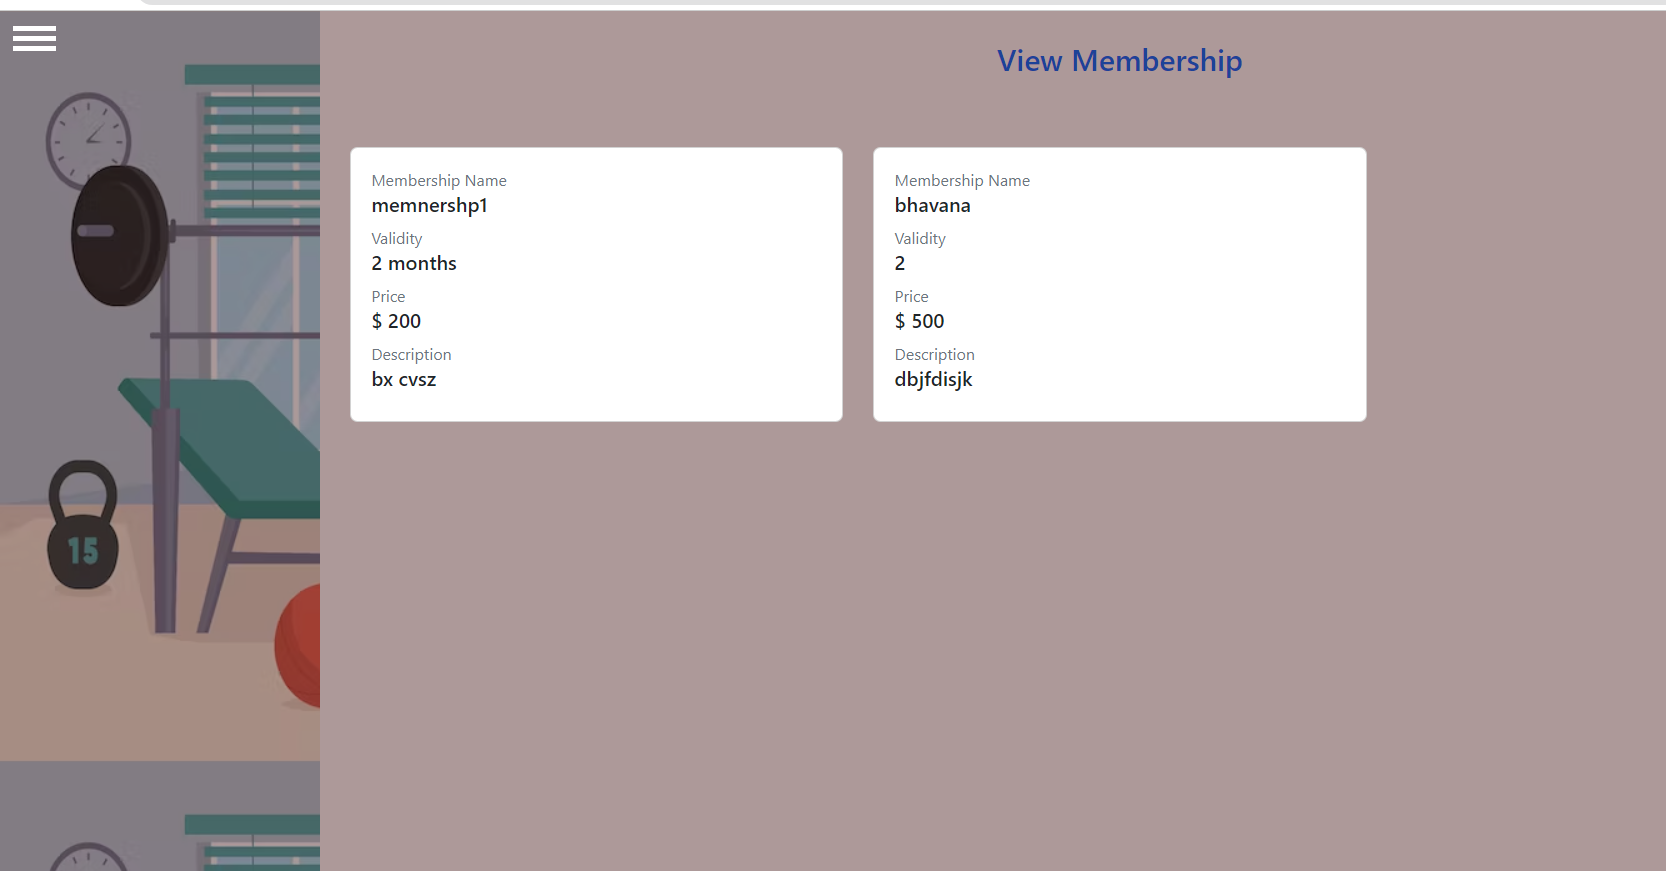 View Membership
Membership Name
memnershp1
Validity
2 months
Price
$ 200
Description
bx cvsz
Membership Name
bhavana
Validity
2
Price
$ 500
Description
dbjfdisjk
15